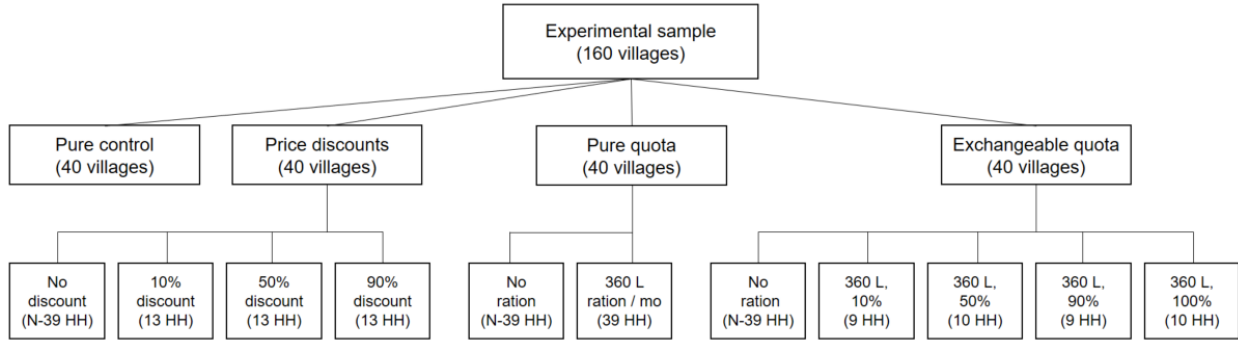 Experimental sample
(160 villages)
Pure control
(40 villages)
Price discounts
(40 villages)
Pure quota
(40 villages)
Exchangeable quota
(40 villages)
No
discount
(N-39 HH)
10%
discount
(13 HH)
50%
discount
(13 HH)
90%
discount
(13 HH)
No
ration
(N-39 HH)
360 L
ration / mo
(39 HH)
No
ration
(N-39 HH)
360 L,
10%
(9 HH)
360 L,
50%
(10 HH)
360 L,
90%
(9 HH)
360 L,
100%
(10 HH)